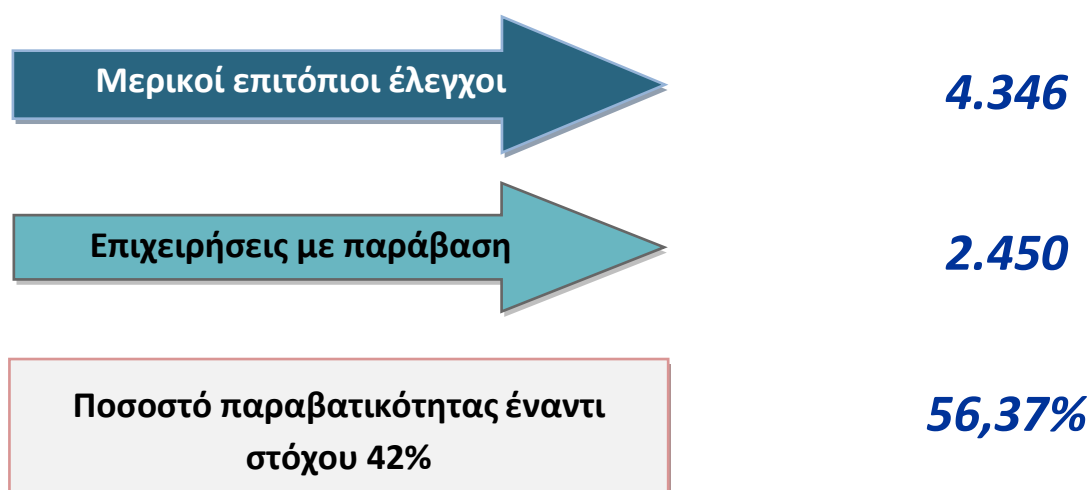 Μερικοί επιτόπιοι έλεγχοι
4.346
Επιχειρήσεις με παράβαση
2.450
Ποσοστό παραβατικότητας έναντι
στόχου 42%
56,37%